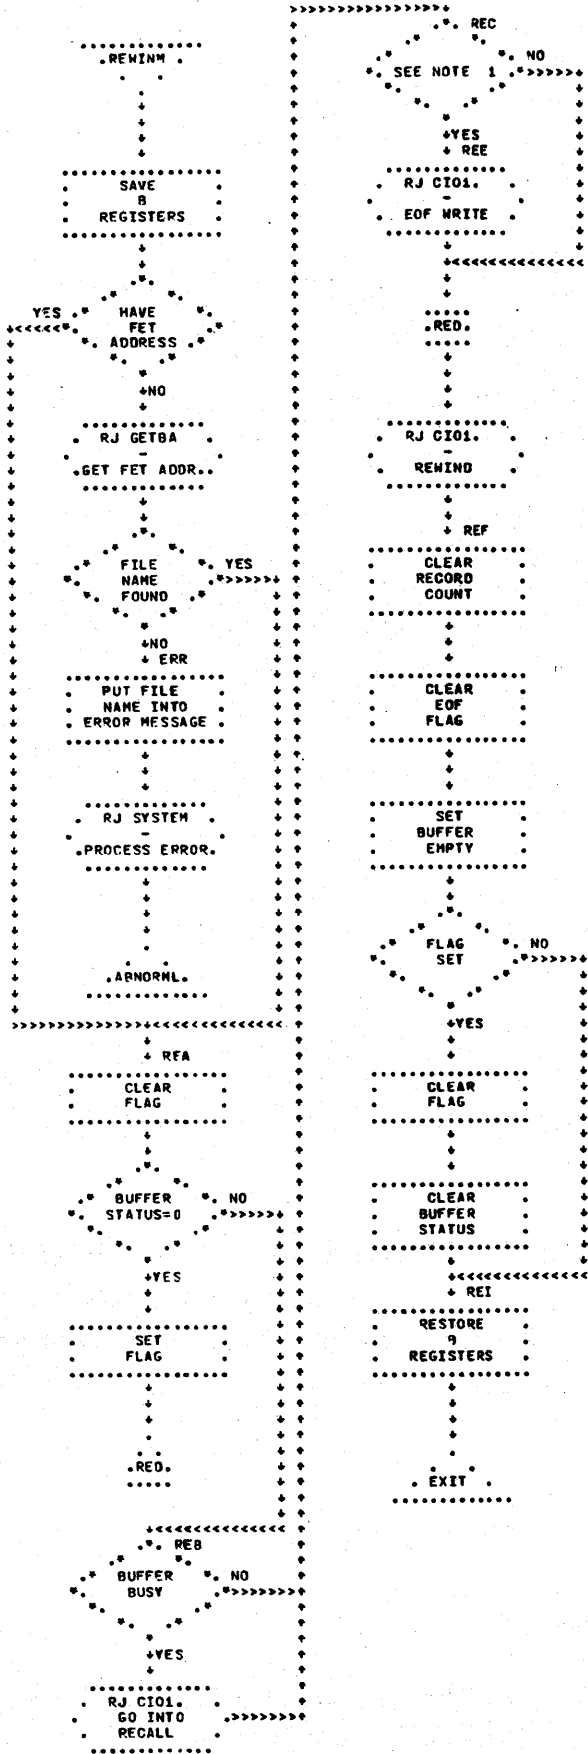 .REWINM .
SAVE
B
REGISTERS
YES
HAVE
FET
ADDRESS
NO
RJ GETBA
-
.GET FET ADDR..
FILE
NAME
FOUND
YES
NO
ERR
PUT FILE
NAME INTO
ERROR MESSAGE
RJ SYSTEM
-
.PROCESS ERROR.
.ABNORML.
REA
CLEAR
FLAG
BUFFER
STATUS=0
NO
YES
SET
FLAG
.RED.
REB
BUFFER
BUSY
NO
YES
RJ CIO1.
GO INTO
RECALL
REC
SEE NOTE 1
NO
YES
REE
RJ CIO1.
-
EOF WRITE
.RED.
RJ CIO1.
-
REWIND
REF
CLEAR
RECORD
COUNT
CLEAR
EOF
FLAG
SET
BUFFER
EMPTY
FLAG
SET
NO
YES
CLEAR
FLAG
CLEAR
BUFFER
STATUS
REI
RESTORE
B
REGISTERS
. EXIT .